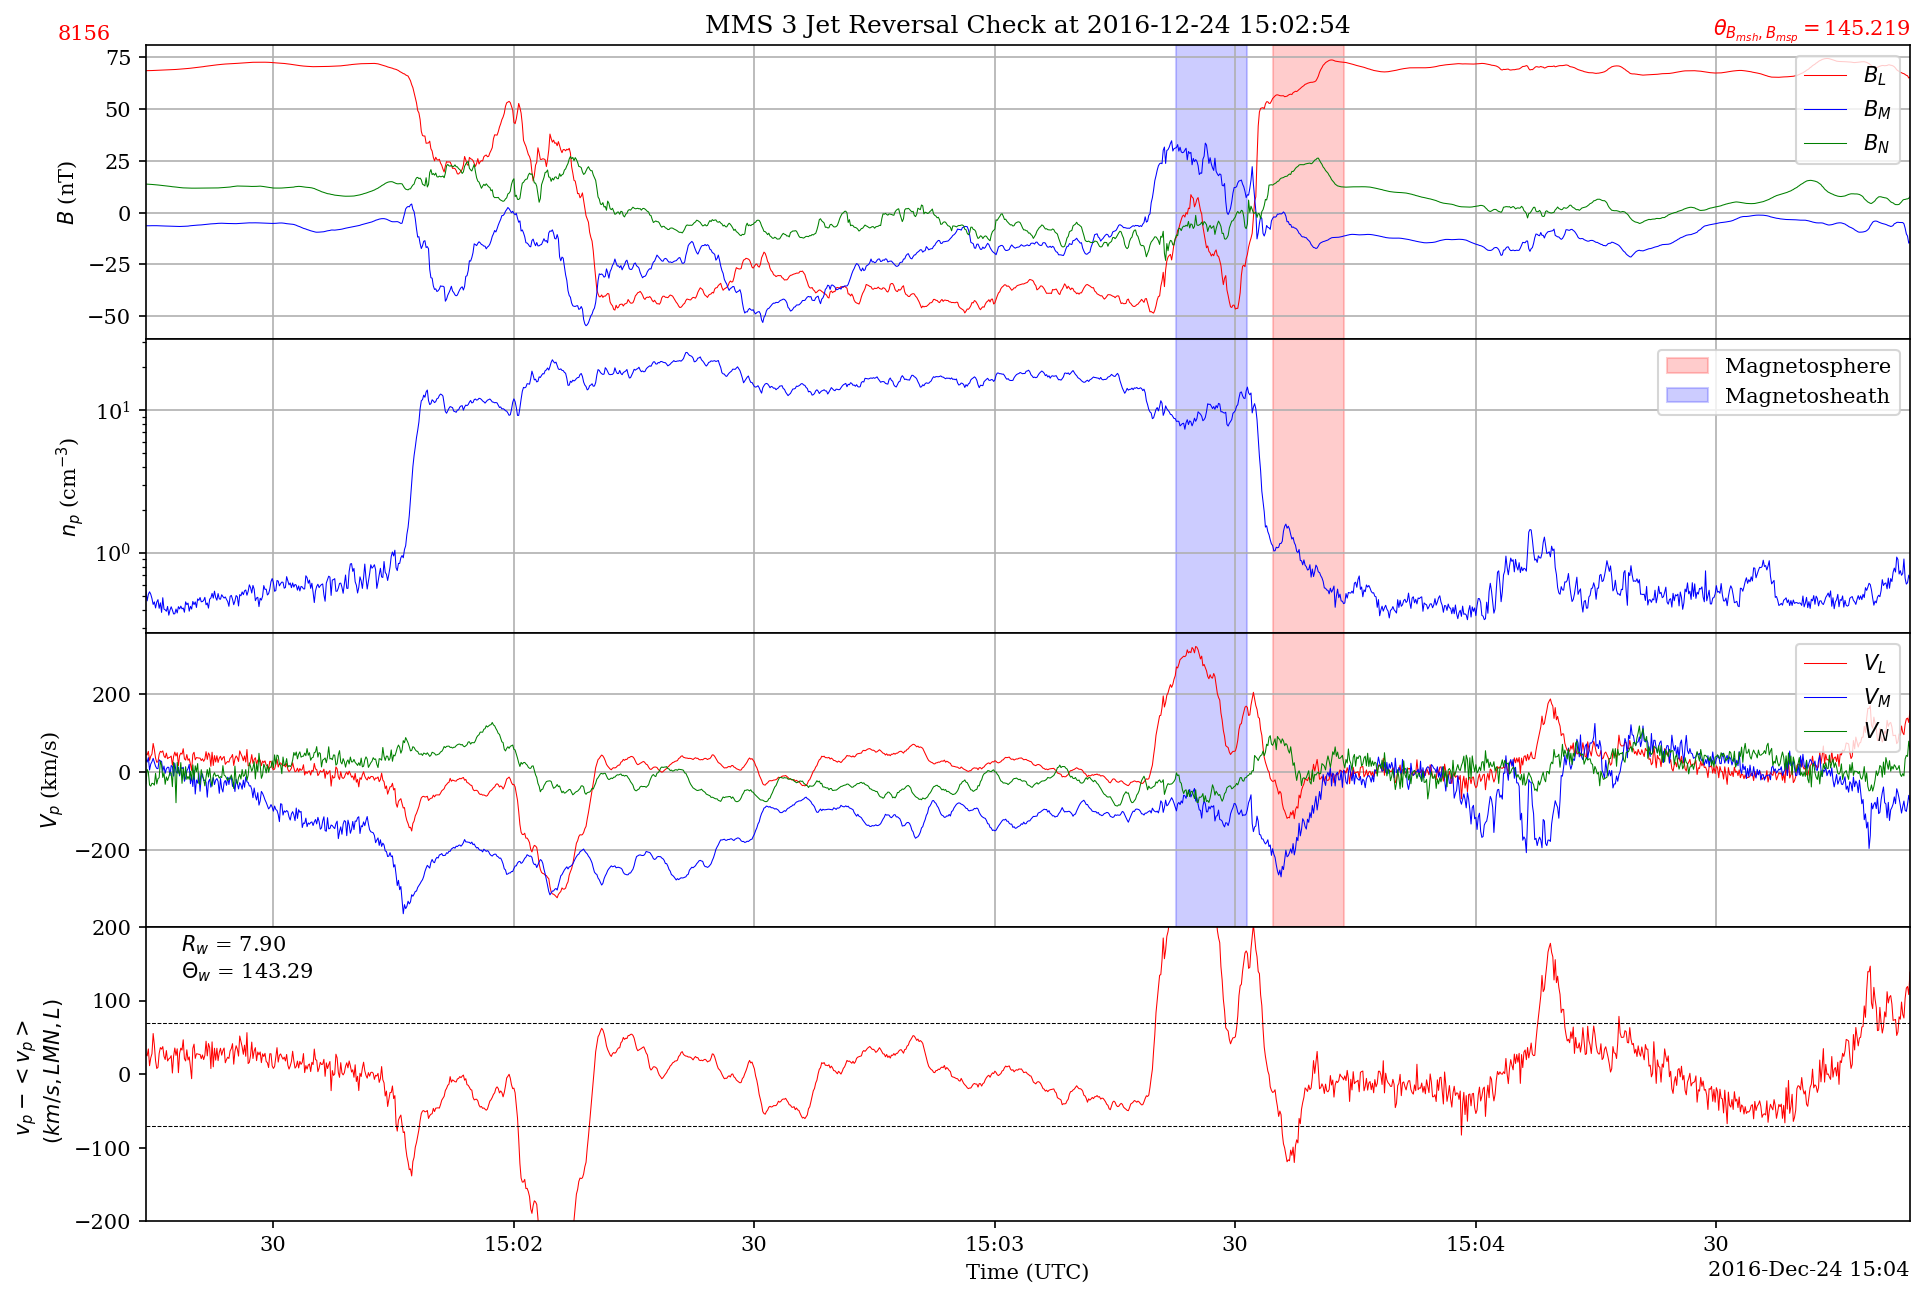 8156
MMS 3 Jet Reversal Check at 2016-12-24 15:02:54
θ_{B_{msh}, B_{msp}} = 145.219
B (nT)
75
50
25
0
−25
−50
B_L
B_M
B_N
n_p (cm^{−3})
10^1
10^0
Magnetosphere
Magnetosheath
V_p (km/s)
200
0
−200
V_L
V_M
V_N
v_p − < v_p >
(km/s, LMN, L)
200
100
0
−100
−200
R_w = 7.90
Θ_w = 143.29
30
15:02
30
15:03
30
15:04
30
Time (UTC)
2016-Dec-24 15:04